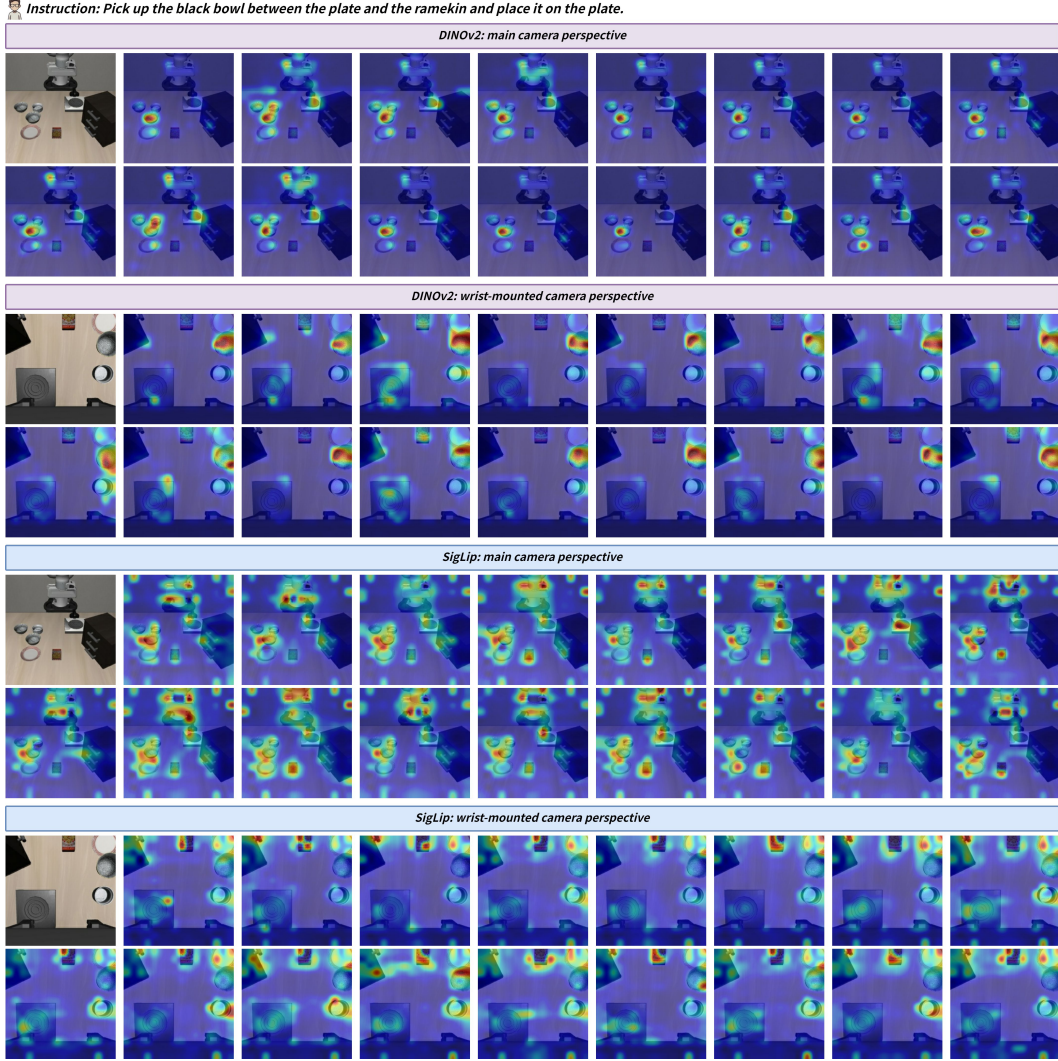 Instruction: Pick up the black bowl between the plate and the ramekin and place it on the plate.
DINOv2: main camera perspective
DINOv2: wrist-mounted camera perspective
SigLip: main camera perspective
SigLip: wrist-mounted camera perspective